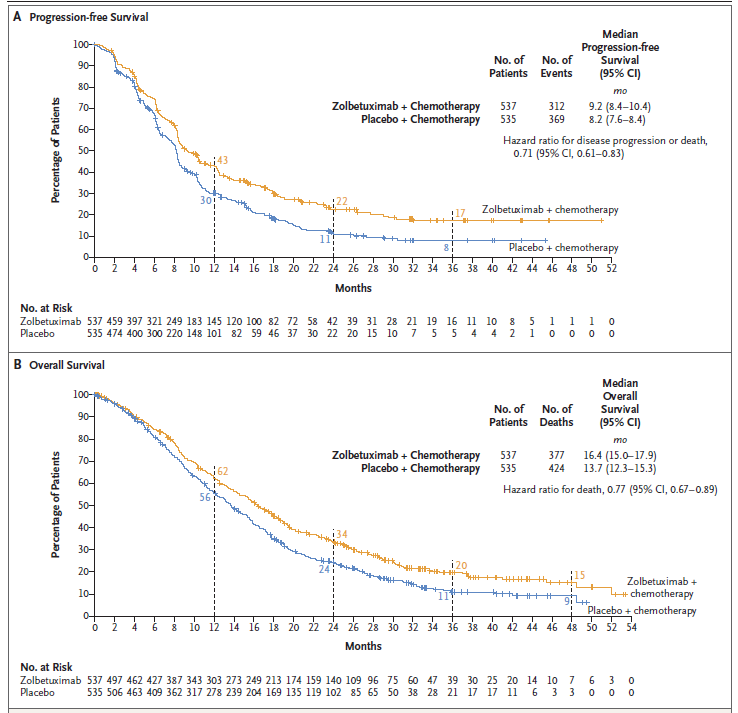 A Progression-free Survival
Percentage of Patients
100
90
80
70
60
50
40
30
20
10
0
0 2 4 6 8 10 12 14 16 18 20 22 24 26 28 30 32 34 36 38 40 42 44 46 48 50 52
Months
43
30
22
11
17
8
Zolbetuximab + chemotherapy
Placebo + chemotherapy
No. of Patients
No. of Events
Median Progression-free Survival (95% CI)
mo
Zolbetuximab + Chemotherapy 537 312 9.2 (8.4–10.4)
Placebo + Chemotherapy 535 369 8.2 (7.6–8.4)
Hazard ratio for disease progression or death,
0.71 (95% CI, 0.61–0.83)
No. at Risk
Zolbetuximab 537 459 397 321 249 183 145 120 100 82 72 58 42 39 31 28 21 19 16 11 10 8 5 1 1 1 0
Placebo 535 474 400 300 220 148 101 82 59 46 37 30 22 20 15 10 7 5 5 4 4 2 1 0 0 0 0
B Overall Survival
Percentage of Patients
100
90
80
70
60
50
40
30
20
10
0
0 2 4 6 8 10 12 14 16 18 20 22 24 26 28 30 32 34 36 38 40 42 44 46 48 50 52 54
Months
62
56
34
24
20
11
15
9
Zolbetuximab +
chemotherapy
Placebo + chemotherapy
No. of Patients
No. of Deaths
Median Overall Survival (95% CI)
mo
Zolbetuximab + Chemotherapy 537 377 16.4 (15.0–17.9)
Placebo + Chemotherapy 535 424 13.7 (12.3–15.3)
Hazard ratio for death, 0.77 (95% CI, 0.67–0.89)
No. at Risk
Zolbetuximab 537 497 462 427 387 343 303 273 249 213 174 159 140 109 96 75 60 47 39 30 25 20 14 10 7 6 3 0
Placebo 535 506 463 409 362 317 278 239 204 169 135 119 102 85 65 50 38 28 21 17 17 11 6 3 3 0 0 0